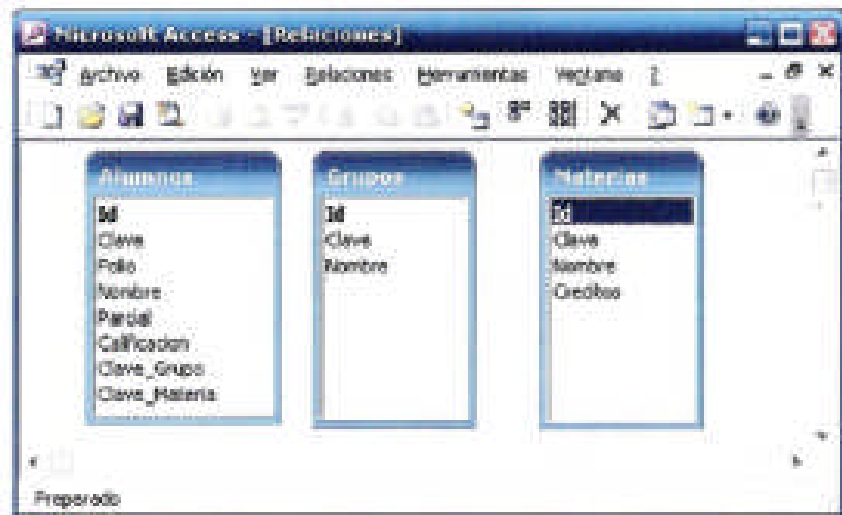 Microsoft Access - [Relaciones]
Archivo Edición Ver Relaciones Herramientas Ventana ?
Alumnos
Id
Clave
Folio
Nombre
Parcial
Calificacion
Clave_Grupo
Clave_Materia
Grupos
Id
Clave
Nombre
Materias
Id
Clave
Nombre
Creditos
Preparado